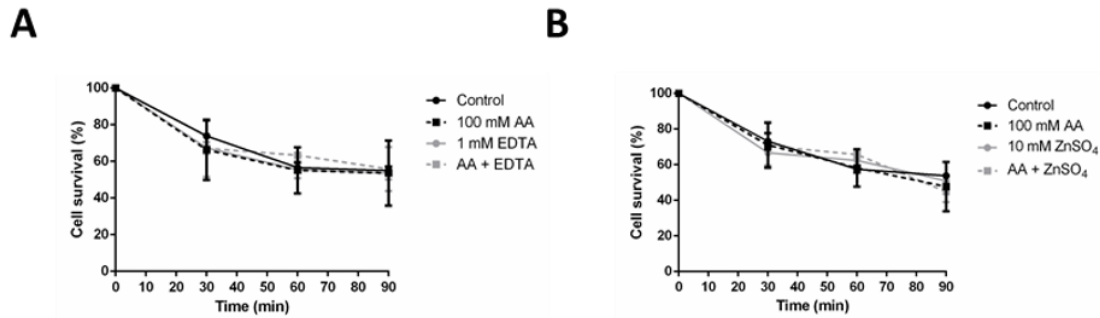 A
B
Cell survival (%)
100
80
60
40
20
0
0 10 20 30 40 50 60 70 80 90
Time (min)
Control
100 mM AA
1 mM EDTA
AA + EDTA
Cell survival (%)
100
80
60
40
20
0
0 10 20 30 40 50 60 70 80 90
Time (min)
Control
100 mM AA
10 mM ZnSO₄
AA + ZnSO₄